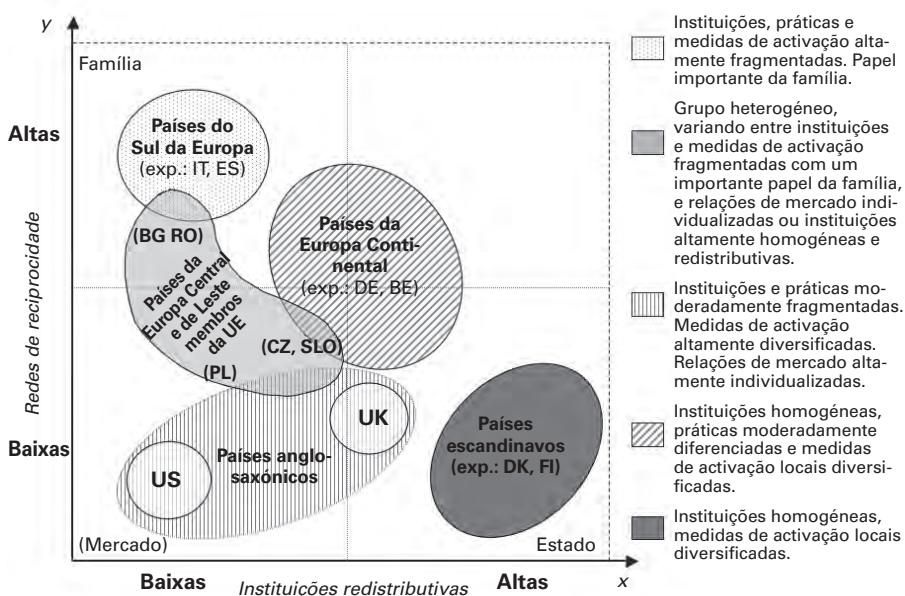 y
Família
Altas
Países do
Sul da Europa
(exp.: IT, ES)
Países da
Europa Conti-
nental
(exp.: DE, BE)
(BG RO)
Países da
Europa Central
e de Leste
membros
da UE
(CZ, SLO)
(PL)
Redes de reciprocidade
Baixas
UK
US
Países anglo-
saxónicos
Países
escandinavos
(exp.: DK, FI)
(Mercado)
Estado
Baixas
Instituições redistributivas
Altas
x
Instituições, práticas e
medidas de activação alta-
mente fragmentadas. Papel
importante da família.
Grupo heterogéneo,
variando entre instituições
e medidas de activação
fragmentadas com um
importante papel da família,
e relações de mercado indi-
vidualizadas ou instituições
altamente homogéneas e
redistributivas.
Instituições e práticas mo-
deradamente fragmentadas.
Medidas de activação
altamente diversificadas.
Relações de mercado alta-
mente individualizadas.
Instituições homogéneas,
práticas moderadamente
diferenciadas e medidas
de activação locais diversi-
ficadas.
Instituições homogéneas,
medidas de activação locais
diversificadas.